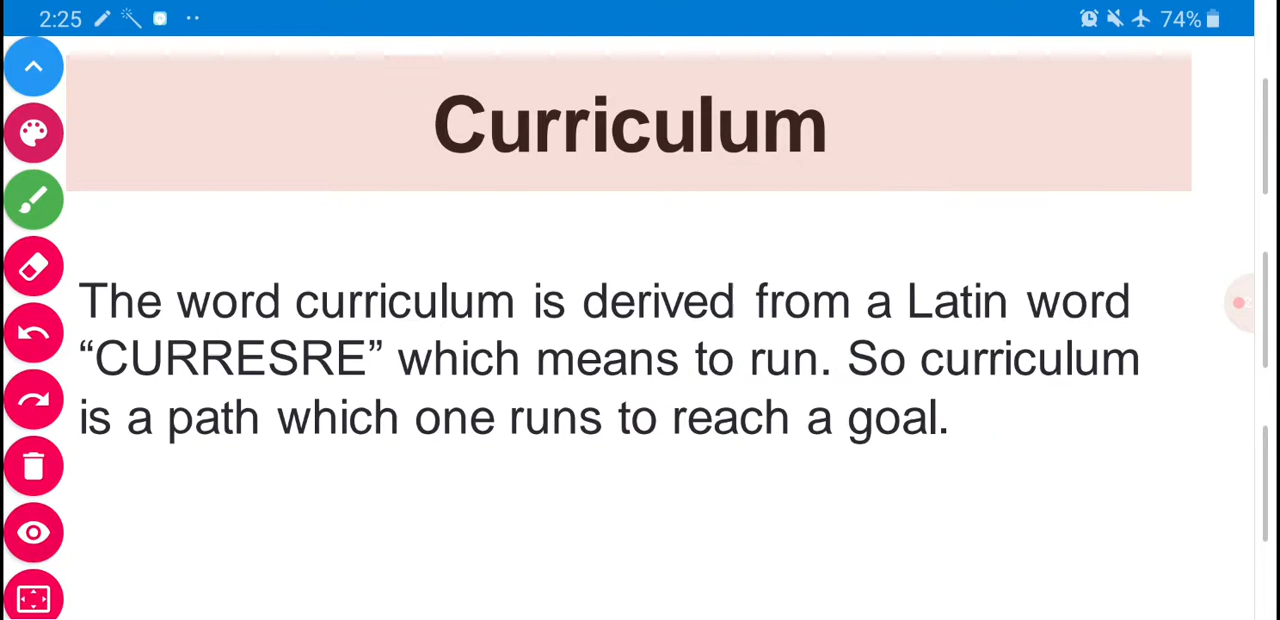 2:25
74%
Curriculum
The word curriculum is derived from a Latin word
“CURRESRE” which means to run. So curriculum
is a path which one runs to reach a goal.